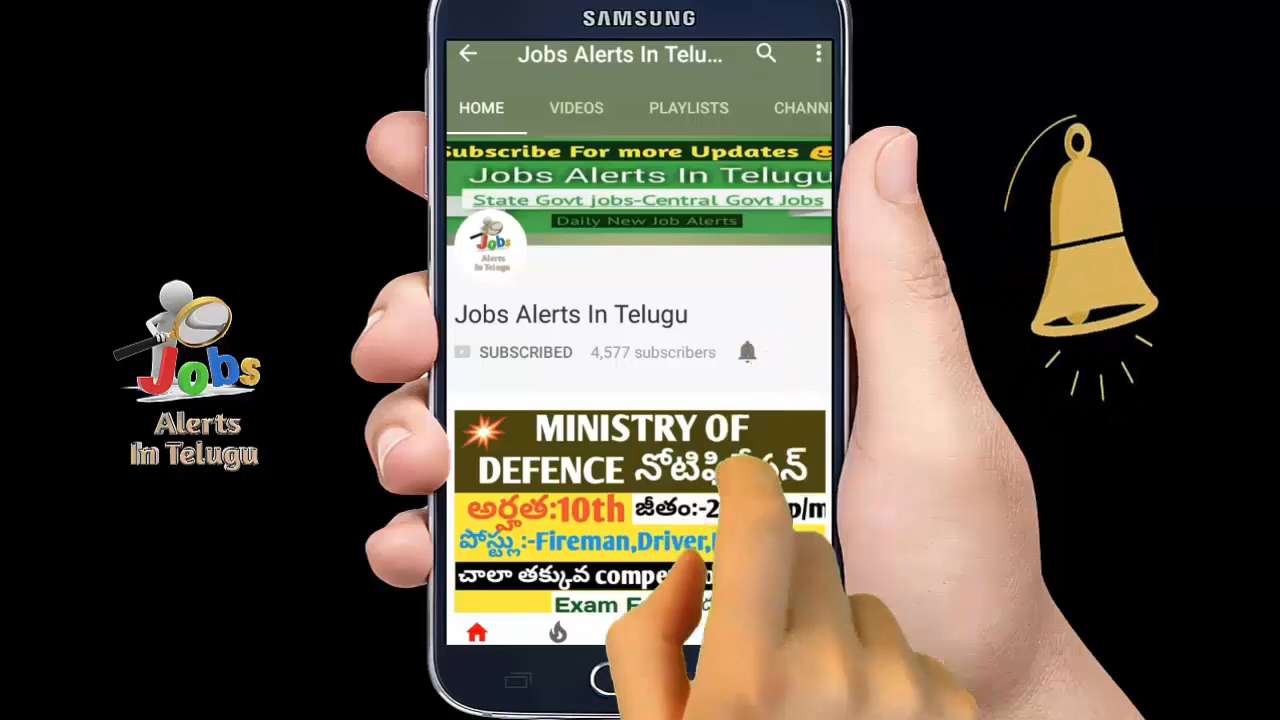 SAMSUNG
Jobs Alerts In Telu...
HOME VIDEOS PLAYLISTS CHANN
Subscribe For more Updates
Jobs Alerts In Telugu
State Govt jobs-Central Govt Jobs
Daily New Job Alerts
Jobs
Alerts
In Telugu
Jobs Alerts In Telugu
SUBSCRIBED 4,577 subscribers
MINISTRY OF
DEFENCE
అర్హత:10th జీతం:-2 p/m
పోస్ట్లు:-Fireman,Driver,
చాలా తక్కువ
Exam
Jobs
Alerts
In Telugu